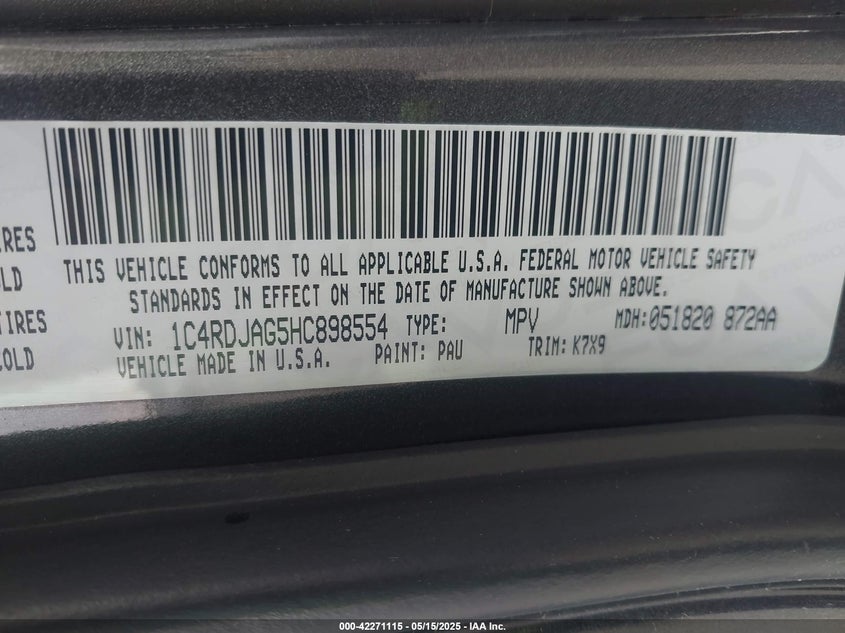 IRES
LD
TIRES
COLD
THIS VEHICLE CONFORMS TO ALL APPLICABLE U.S.A. FEDERAL MOTOR VEHICLE SAFETY
STANDARDS IN EFFECT ON THE DATE OF MANUFACTURE SHOWN ABOVE.
VIN: 1C4RDJAG5HC898554 TYPE: MPV MDH:051820 872AA
VEHICLE MADE IN U.S.A. PAINT: PAU TRIM: K7X9
000-42271115 - 05/15/2025 - IAA Inc.